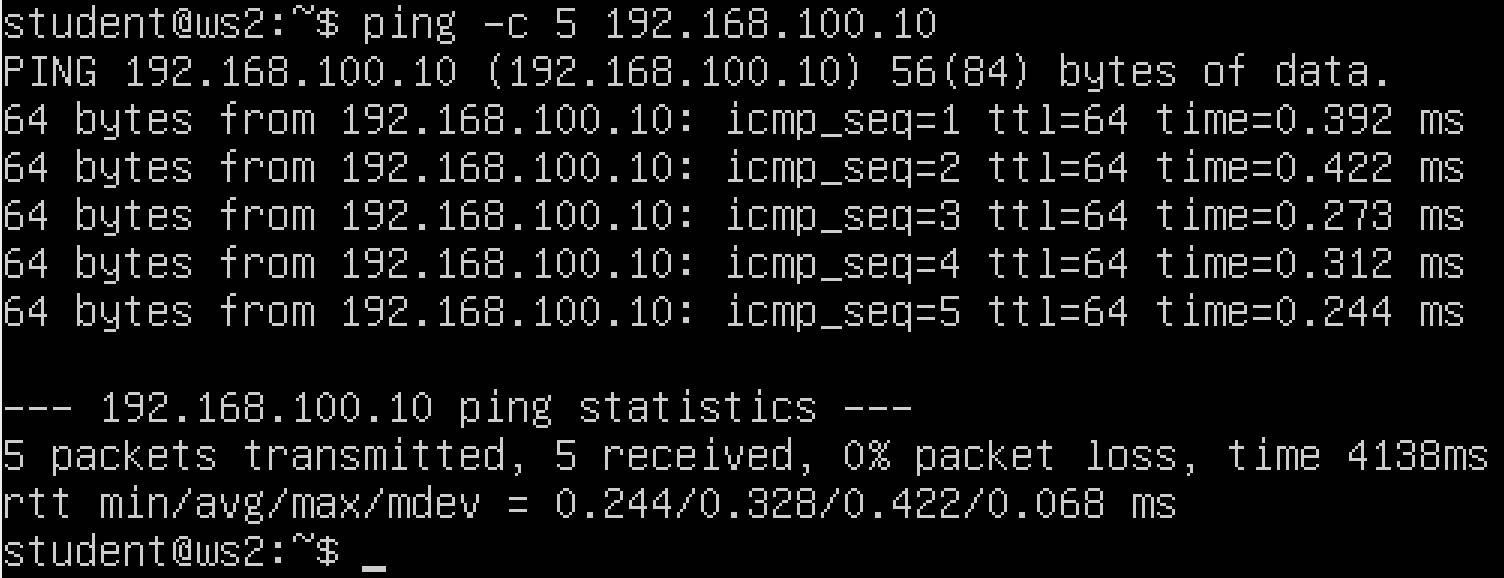 student@ws2:~$ ping -c 5 192.168.100.10
PING 192.168.100.10 (192.168.100.10) 56(84) bytes of data.
64 bytes from 192.168.100.10: icmp_seq=1 ttl=64 time=0.392 ms
64 bytes from 192.168.100.10: icmp_seq=2 ttl=64 time=0.422 ms
64 bytes from 192.168.100.10: icmp_seq=3 ttl=64 time=0.273 ms
64 bytes from 192.168.100.10: icmp_seq=4 ttl=64 time=0.312 ms
64 bytes from 192.168.100.10: icmp_seq=5 ttl=64 time=0.244 ms
--- 192.168.100.10 ping statistics ---
5 packets transmitted, 5 received, 0% packet loss, time 4138ms
rtt min/avg/max/mdev = 0.244/0.328/0.422/0.068 ms
student@ws2:~$ _